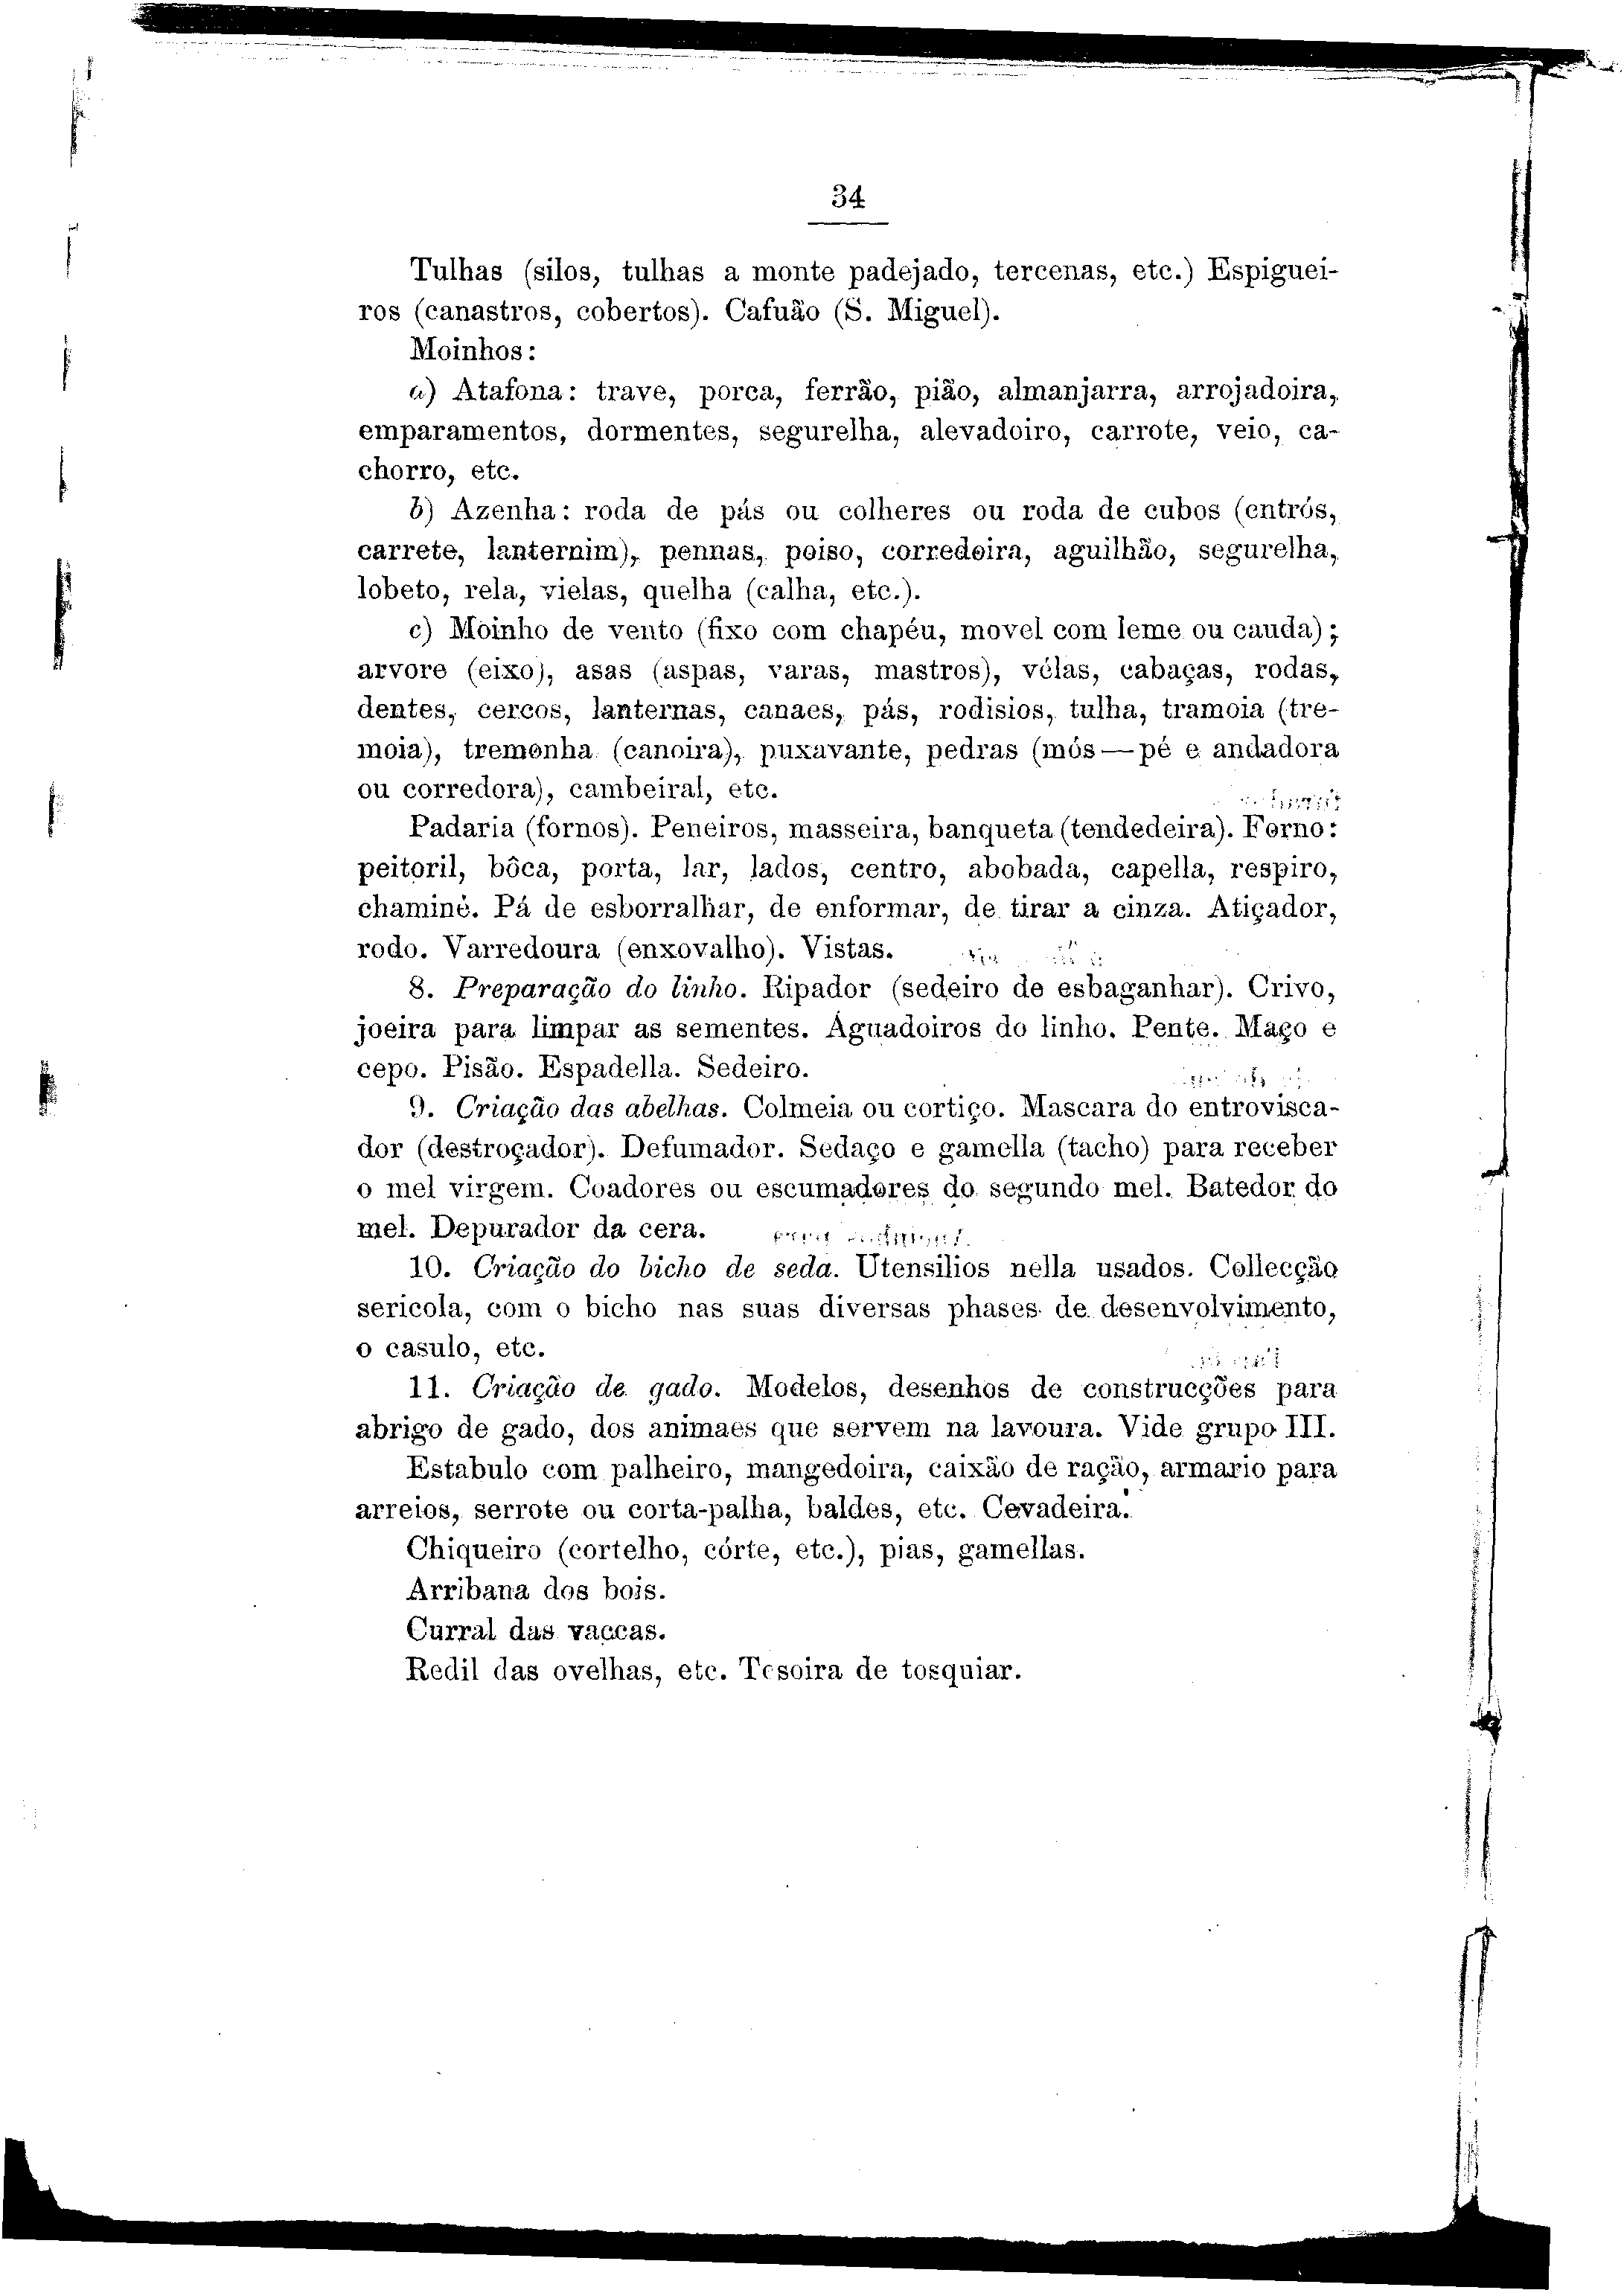 34
Tulhas (silos, tulhas a monte padejado, tercenas, etc.) Espiguei-
ros (canastros, cobertos). Cafuão (S. Miguel).
Moinhos:
a) Atafona: trave, porca, ferrão, pião, almanjarra, arrojadoira,
emparamentos, dormentes, segurelha, alevadoiro, carrote, veio, ca-
chorro, etc.
b) Azenha: roda de pás ou colheres ou roda de cubos (entrós,
carrete, lanternim), pennas, poiso, corredoira, aguilhão, segurelha,
lobeto, rela, vielas, quelha (calha, etc.).
c) Moinho de vento (fixo com chapéu, movel com leme ou cauda);
arvore (eixo), asas (aspas, varas, mastros), vélas, cabaças, rodas,
dentes, cercos, lanternas, canaes, pás, rodisios, tulha, tramoia (tre-
moia), tremonha (canoira), puxavante, pedras (mós—pé e andadora
ou corredora), cambeiral, etc.
Padaria (fornos). Peneiros, masseira, banqueta (tendedeira). Forno:
peitoril, bôca, porta, lar, lados, centro, abobada, capella, respiro,
chaminé. Pá de esborralhar, de enformar, de tirar a cinza. Atiçador,
rodo. Varredoura (enxovalho). Vistas.
8. Preparação do linho. Ripador (sedeiro de esbaganhar). Crivo,
joeira para limpar as sementes. Aguadoiros do linho. Pente. Maço e
cepo. Pisão. Espadella. Sedeiro.
9. Criação das abelhas. Colmeia ou cortiço. Mascara do entrovisca-
dor (destroçador). Defumador. Sedaço e gamella (tacho) para receber
o mel virgem. Coadores ou escumadores do segundo mel. Batedor do
mel. Depurador da cera.
10. Criação do bicho de seda. Utensilios nella usados. Collecção
sericola, com o bicho nas suas diversas phases de desenvolvimento,
o casulo, etc.
11. Criação de gado. Modelos, desenhos de construcções para
abrigo de gado, dos animaes que servem na lavoura. Vide grupo III.
Estabulo com palheiro, mangedoira, caixão de ração, armario para
arreios, serrote ou corta-palha, baldes, etc. Cevadeira.
Chiqueiro (cortelho, córte, etc.), pias, gamellas.
Arribana dos bois.
Curral das vaccas.
Redil das ovelhas, etc. Tesoira de tosquiar.